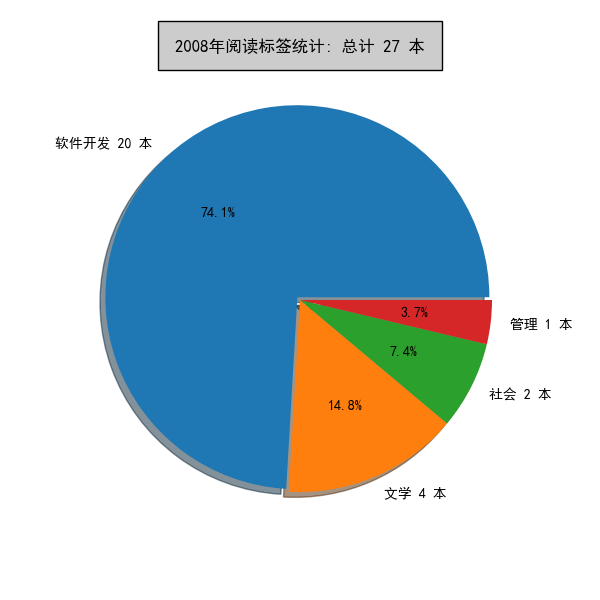 2008年阅读标签统计: 总计 27 本
软件开发 20 本
74.1%
3.7%
管理 1 本
7.4%
社会 2 本
14.8%
文学 4 本